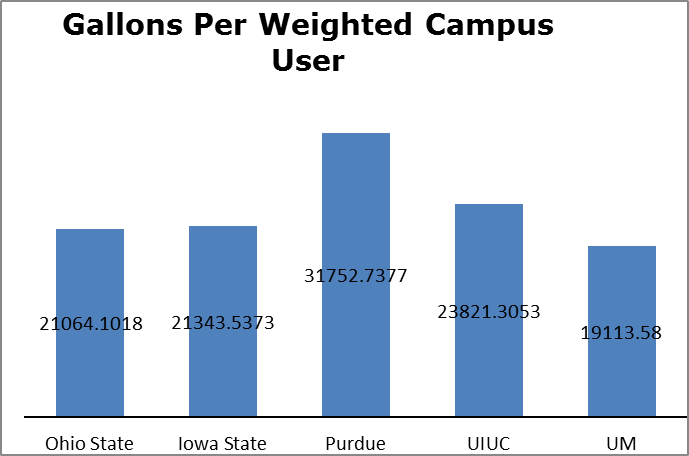 Gallons Per Weighted Campus
User
31752.7377
23821.3053
21064.1018
21343.5373
19113.58
Ohio State
Iowa State
Purdue
UIUC
UM